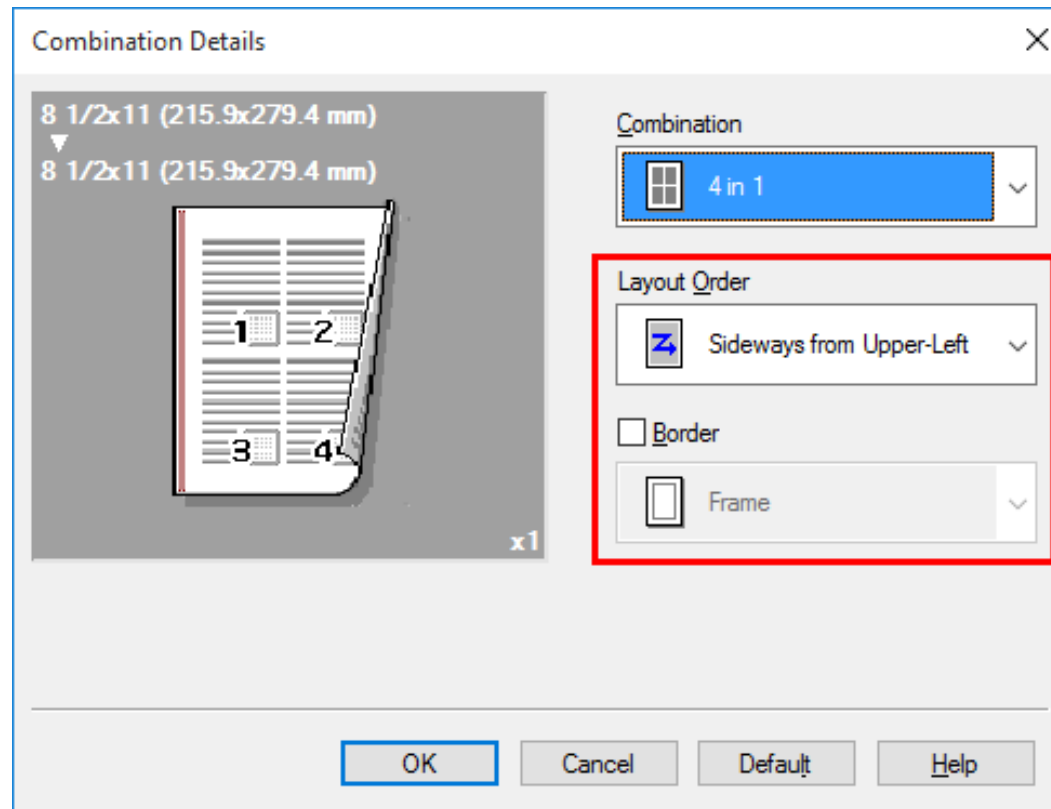 Combination Details
8 1/2x11 (215.9x279.4 mm)
8 1/2x11 (215.9x279.4 mm)
1 2
3 4
x1
Combination
4 in 1
Layout Order
Sideways from Upper-Left
Border
Frame
OK Cancel Default Help